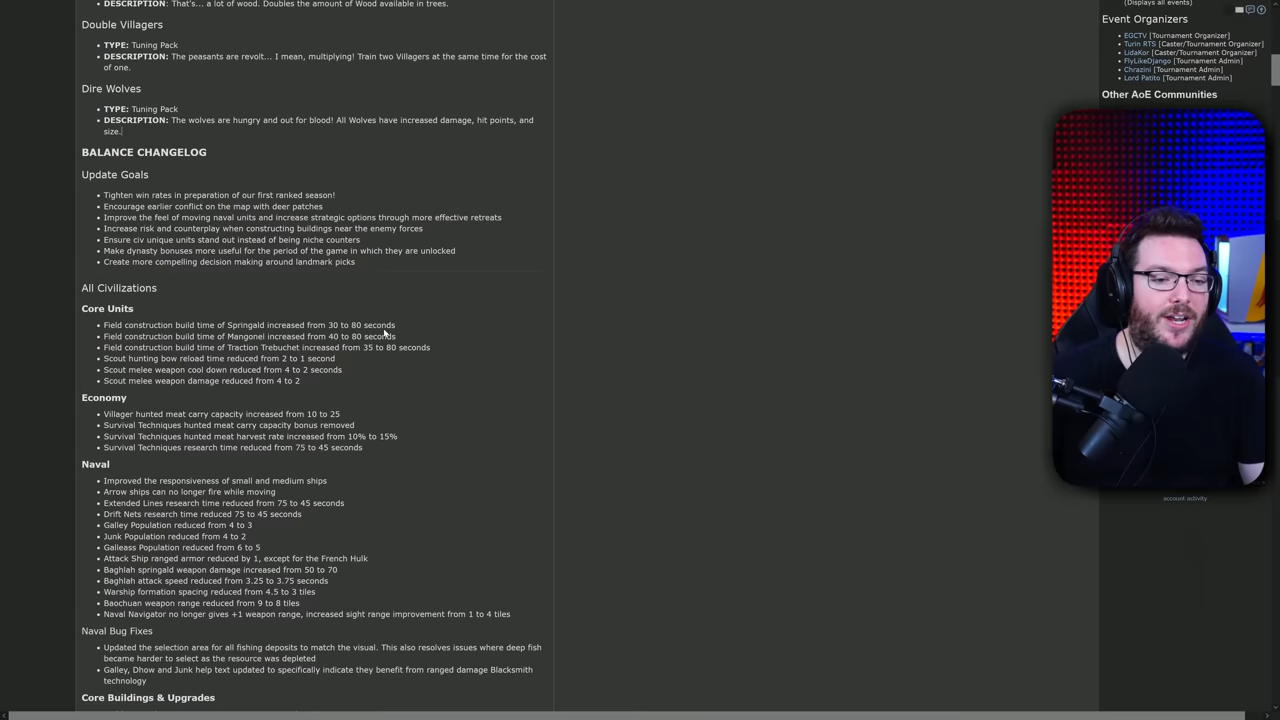 DESCRIPTION: That's... a lot of wood. Doubles the amount of Wood available in trees.
Double Villagers
• TYPE: Tuning Pack
• DESCRIPTION: The peasants are revolt... I mean, multiplying! Train two Villagers at the same time for the cost
of one.
Dire Wolves
• TYPE: Tuning Pack
• DESCRIPTION: The wolves are hungry and out for blood! All Wolves have increased damage, hit points, and
size.
BALANCE CHANGELOG
Update Goals
• Tighten win rates in preparation of our first ranked season!
• Encourage earlier conflict on the map with deer patches
• Improve the feel of moving naval units and increase strategic options through more effective retreats
• Increase risk and counterplay when constructing buildings near the enemy forces
• Ensure civ unique units stand out instead of being niche counters
• Make dynasty bonuses more useful for the period of the game in which they are unlocked
• Create more compelling decision making around landmark picks
All Civilizations
Core Units
• Field construction build time of Springald increased from 30 to 80 seconds
• Field construction build time of Mangonel increased from 40 to 80 seconds
• Field construction build time of Traction Trebuchet increased from 35 to 80 seconds
• Scout hunting bow reload time reduced from 2 to 1 second
• Scout melee weapon cool down reduced from 4 to 2 seconds
• Scout melee weapon damage reduced from 4 to 2
Economy
• Villager hunted meat carry capacity increased from 10 to 25
• Survival Techniques hunted meat carry capacity bonus removed
• Survival Techniques hunted meat harvest rate increased from 10% to 15%
• Survival Techniques research time reduced from 75 to 45 seconds
Naval
• Improved the responsiveness of small and medium ships
• Arrow ships can no longer fire while moving
• Extended Lines research time reduced from 75 to 45 seconds
• Drift Nets research time reduced 75 to 45 seconds
• Galley Population reduced from 4 to 3
• Junk Population reduced from 4 to 2
• Galleass Population reduced from 6 to 5
• Attack Ship ranged armor reduced by 1, except for the French Hulk
• Baghlah springald weapon damage increased from 50 to 70
• Baghlah attack speed reduced from 3.25 to 3.75 seconds
• Warship formation spacing reduced from 4.5 to 3 tiles
• Baochuan weapon range reduced from 9 to 8 tiles
• Naval Navigator no longer gives +1 weapon range, increased sight range improvement from 1 to 4 tiles
Naval Bug Fixes
• Updated the selection area for all fishing deposits to match the visual. This also resolves issues where deep fish
became harder to select as the resource was depleted
• Galley, Dhow and Junk help text updated to specifically indicate they benefit from ranged damage Blacksmith
technology
Core Buildings & Upgrades
(Displays all events)
Event Organizers
• EGCTV [Tournament Organizer]
• Turin RTS [Caster/Tournament Organizer]
• LidaKor [Caster/Tournament Organizer]
• FlyLikeDjango [Tournament Admin]
• Chrazini [Tournament Admin]
• Lord Patito [Tournament Admin]
Other AoE Communities
account activity